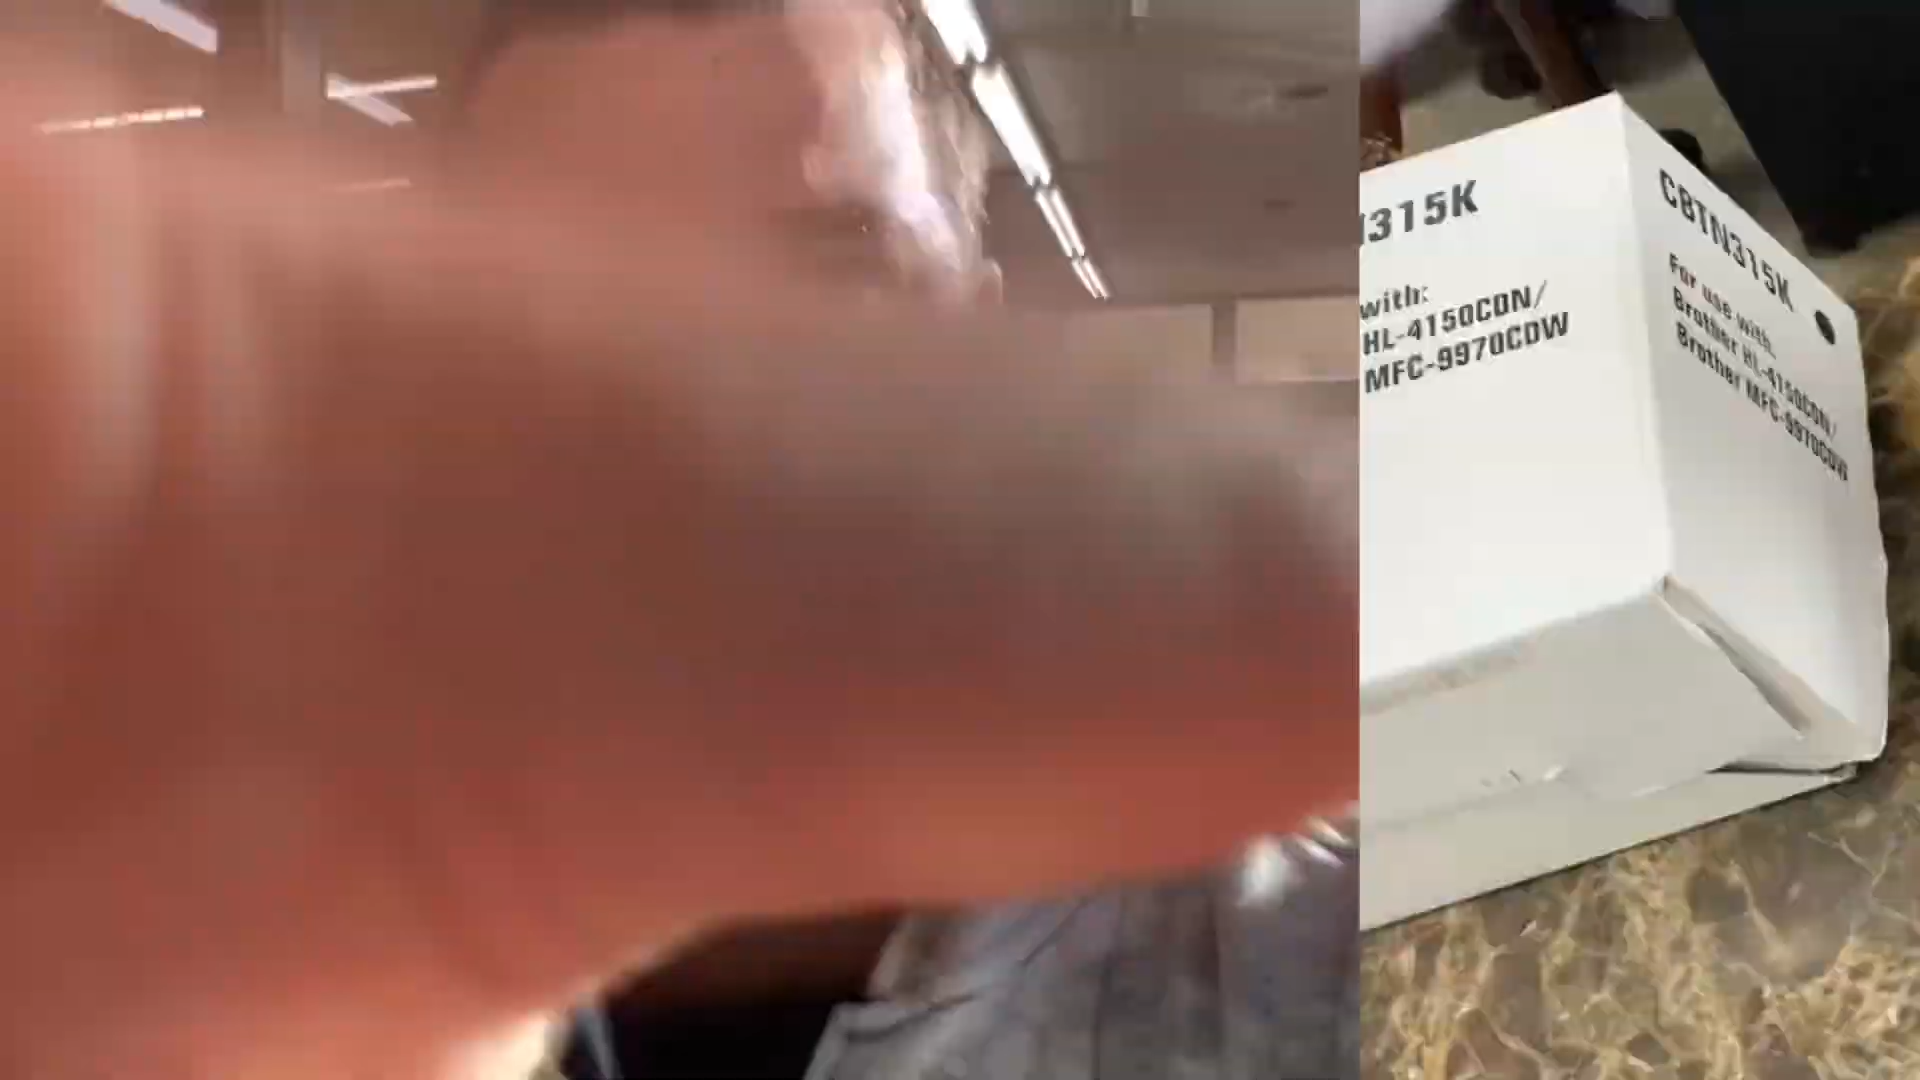 315K
with:
HL-4150CDN/
MFC-9970CDW
CBTN315K
For use with:
Brother HL-4150CDN/
Brother MFC-9970CDW